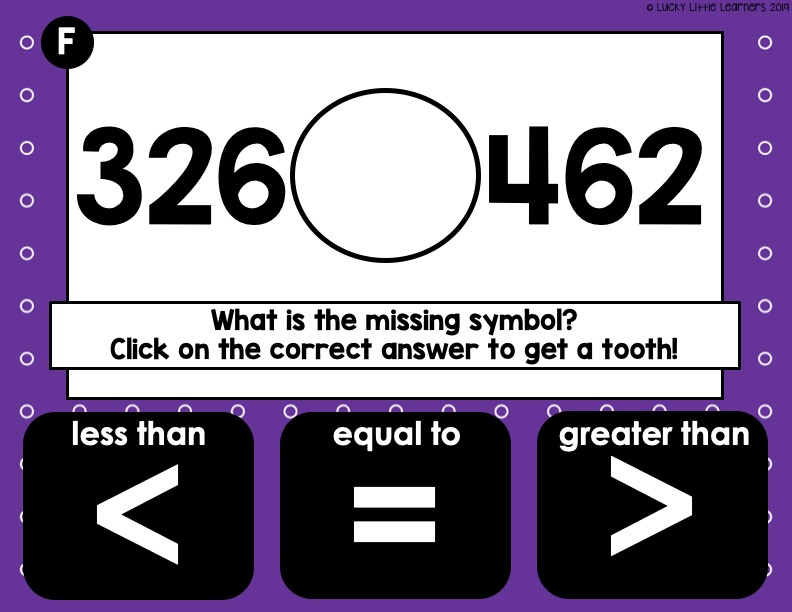 © Lucky Little Learners 2019
F
326 462
What is the missing symbol?
Click on the correct answer to get a tooth!
less than equal to greater than
< = >